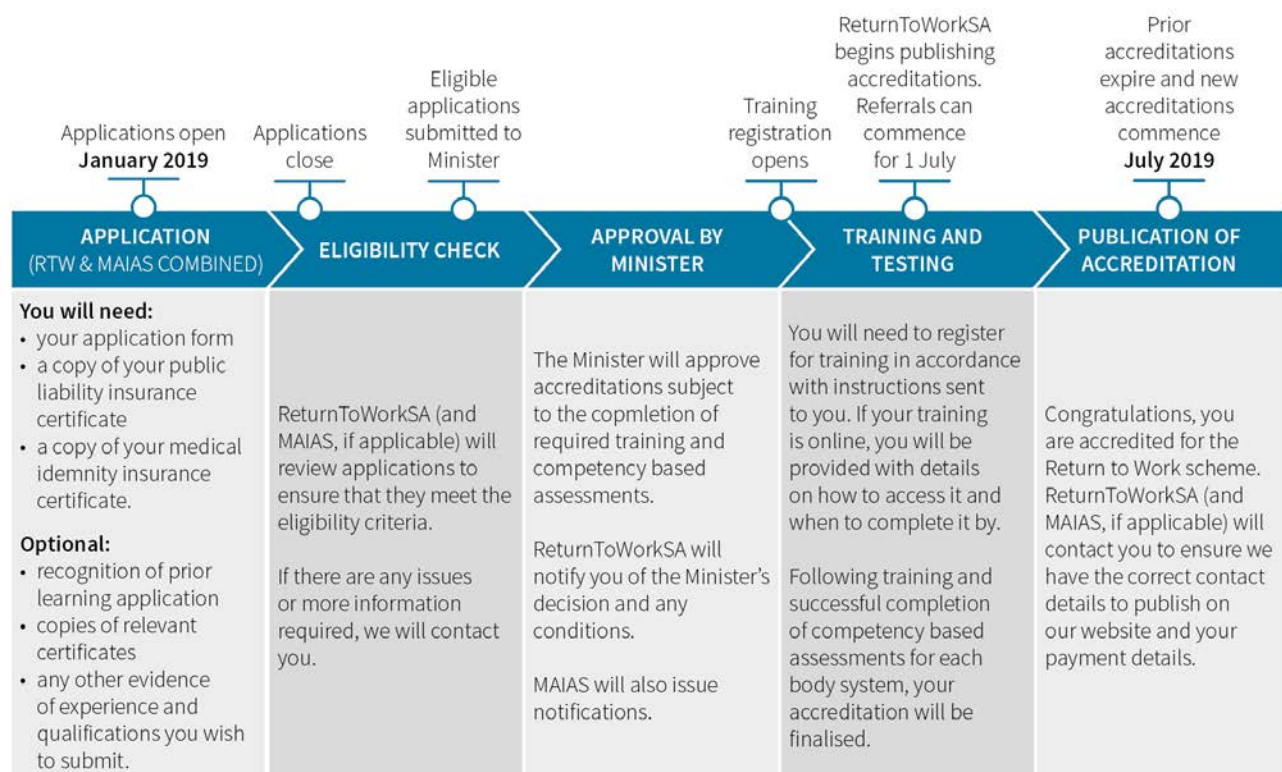 Applications open
January 2019
Applications
close
Eligible
applications
submitted to
Minister
Training
registration
opens
ReturnToWorkSA
begins publishing
accreditations.
Referrals can
commence
for 1 July
Prior
accreditations
expire and new
accreditations
commence
July 2019
APPLICATION
(RTW & MAIAS COMBINED)
ELIGIBILITY CHECK
APPROVAL BY
MINISTER
TRAINING AND
TESTING
PUBLICATION OF
ACCREDITATION
You will need:
• your application form
• a copy of your public
liability insurance
certificate
• a copy of your medical
idemnity insurance
certificate.
Optional:
• recognition of prior
learning application
• copies of relevant
certificates
• any other evidence
of experience and
qualifications you wish
to submit.
ReturnToWorkSA (and
MAIAS, if applicable) will
review applications to
ensure that they meet the
eligibility criteria.
If there are any issues
or more information
required, we will contact
you.
The Minister will approve
accreditations subject
to the copmletion of
required training and
competency based
assessments.
ReturnToWorkSA will
notify you of the Minister’s
decision and any
conditions.
MAIAS will also issue
notifications.
You will need to register
for training in accordance
with instructions sent
to you. If your training
is online, you will be
provided with details
on how to access it and
when to complete it by.
Following training and
successful completion
of competency based
assessments for each
body system, your
accreditation will be
finalised.
Congratulations, you
are accredited for the
Return to Work scheme.
ReturnToWorkSA (and
MAIAS, if applicable) will
contact you to ensure we
have the correct contact
details to publish on
our website and your
payment details.